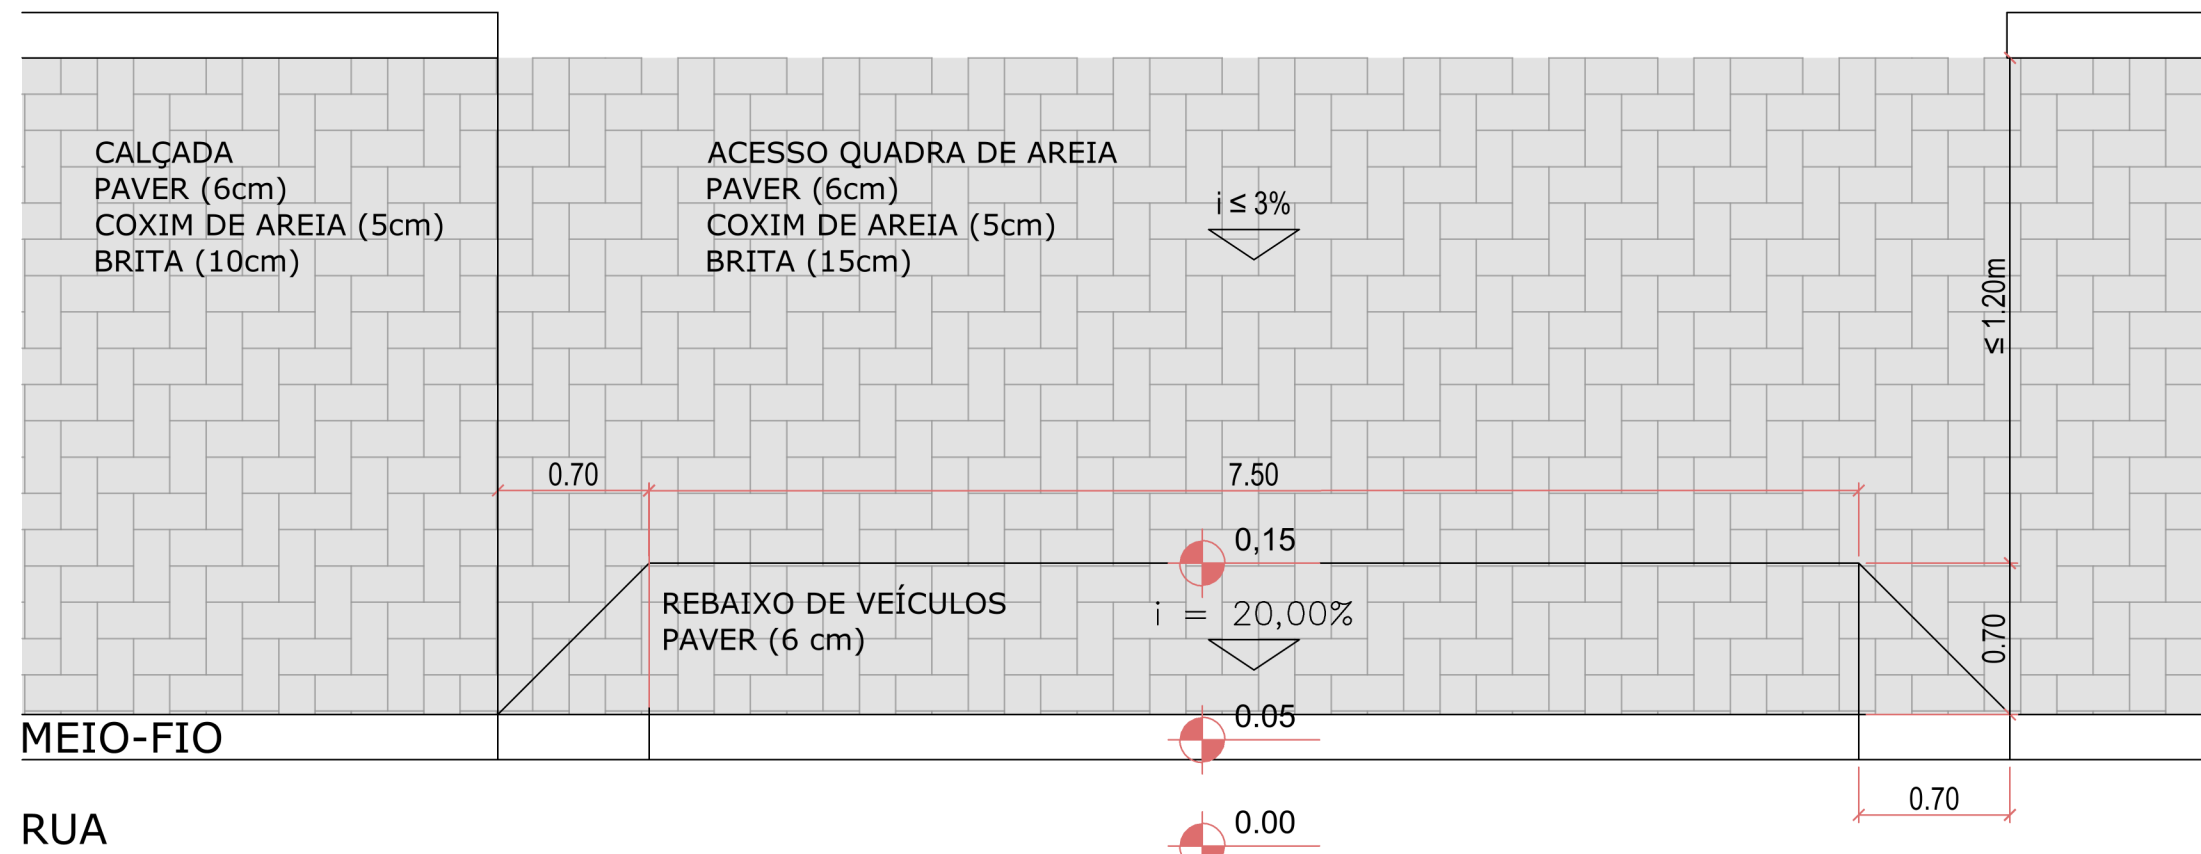 CALÇADA
PAVER (6cm)
COXIM DE AREIA (5cm)
BRITA (10cm)
ACESSO QUADRA DE AREIA
PAVER (6cm)
COXIM DE AREIA (5cm)
BRITA (15cm)
i ≤ 3%
≤ 1.20m
0.70
7.50
0,15
REBAIXO DE VEÍCULOS
PAVER (6 cm)
i = 20,00%
0.70
0.05
MEIO-FIO
0.70
0.00
RUA